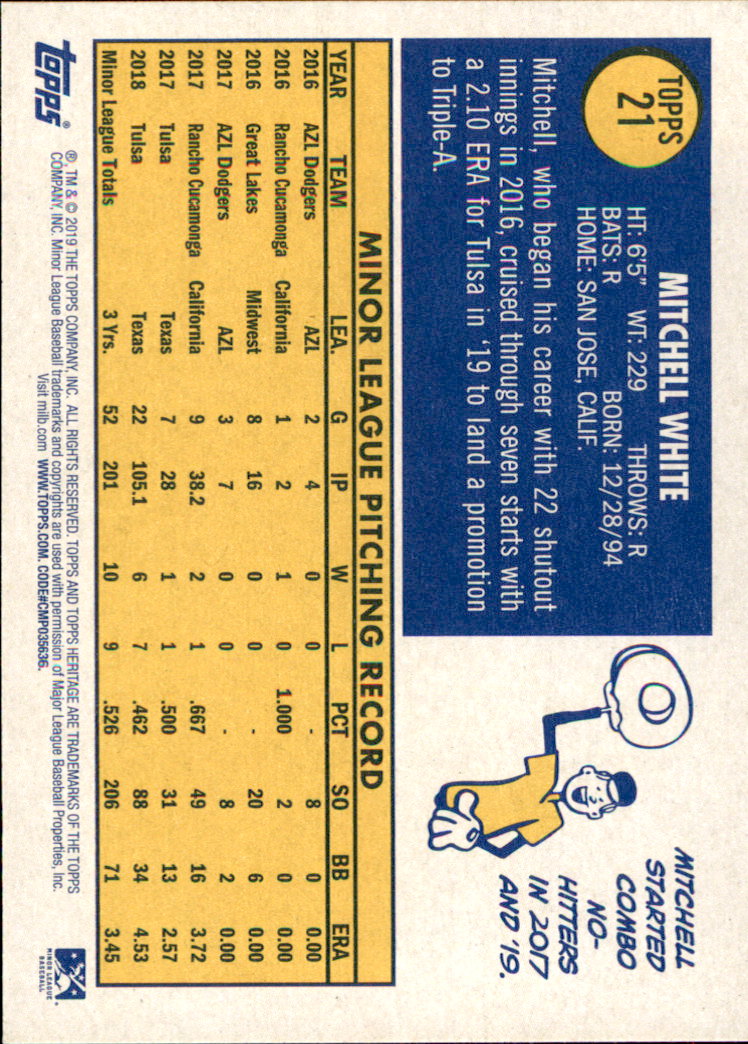 TOPPS
21
MITCHELL WHITE
HT: 6'5" WT: 229 THROWS: R
BATS: R BORN: 12/28/94
HOME: SAN JOSE, CALIF.
Mitchell, who began his career with 22 shutout
innings in 2016, cruised through seven starts with
a 2.10 ERA for Tulsa in '19 to land a promotion
to Triple-A.
MITCHELL
STARTED
COMBO
NO-
HITTERS
IN 2017
AND '19.
MINOR LEAGUE PITCHING RECORD
YEAR TEAM LEA. G IP W L PCT SO BB ERA
2016 AZL Dodgers AZL 2 4 0 0 - 8 0 0.00
2016 Rancho Cucamonga California 1 2 1 0 1.000 2 0 0.00
2016 Great Lakes Midwest 8 16 0 0 - 20 6 0.00
2017 AZL Dodgers AZL 3 7 0 0 - 8 2 0.00
2017 Rancho Cucamonga California 9 38.2 2 1 .667 49 16 3.72
2017 Tulsa Texas 7 28 1 1 .500 31 13 2.57
2018 Tulsa Texas 22 105.1 6 7 .462 88 34 4.53
Minor League Totals 3 Yrs. 52 201 10 9 .526 206 71 3.45
Topps®
®, TM & © 2019 THE TOPPS COMPANY, INC. ALL RIGHTS RESERVED. TOPPS AND TOPPS HERITAGE ARE TRADEMARKS OF THE TOPPS
COMPANY, INC. Minor League Baseball trademarks and copyrights are used with permission of Major League Baseball Properties, Inc.
Visit milb.com WWW.TOPPS.COM. CODE#CMP035636.
MINOR LEAGUE
BASEBALL